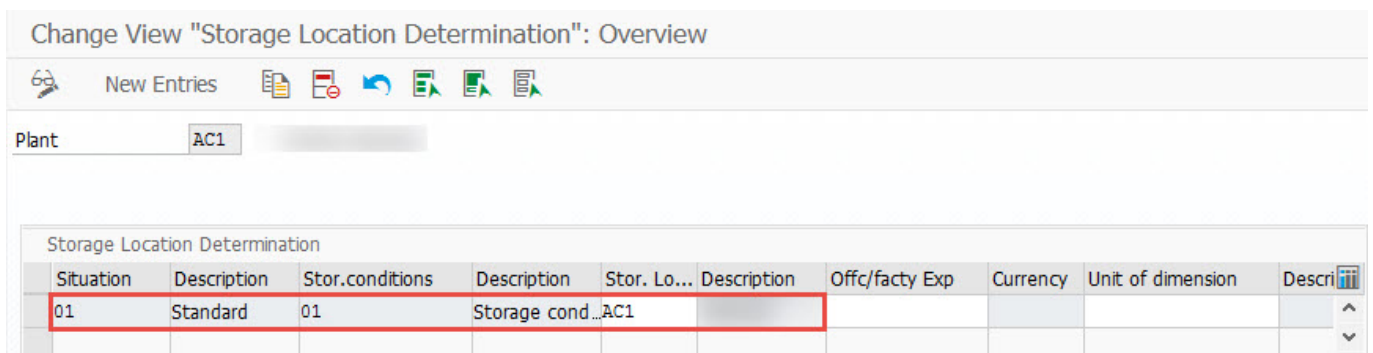 Change View "Storage Location Determination": Overview
New Entries
Plant AC1
Storage Location Determination
Situation Description Stor.conditions Description Stor. Lo... Description Offc/facty Exp Currency Unit of dimension Descri
01 Standard 01 Storage cond... AC1